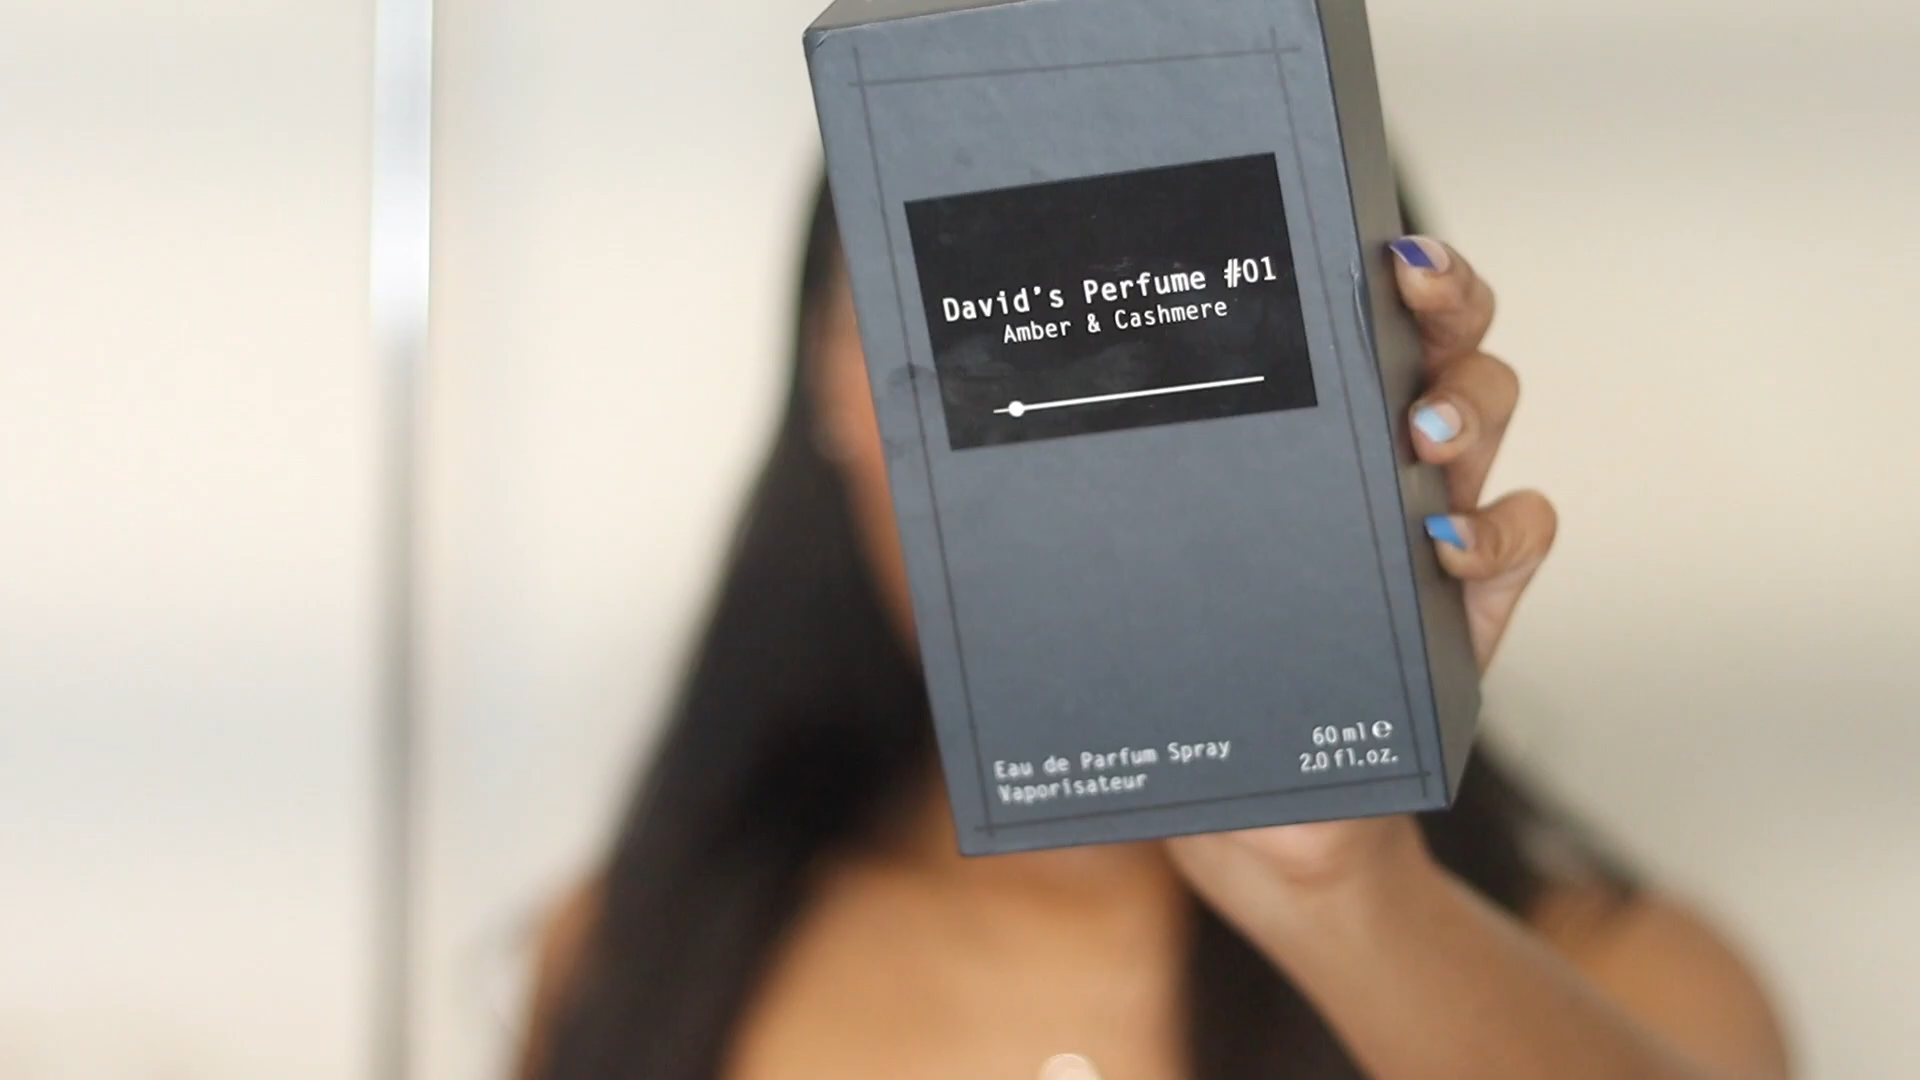 David's Perfume #01
Amber & Cashmere
Eau de Parfum Spray
Vaporisateur
60 ml ℮
2.0 fl.oz.